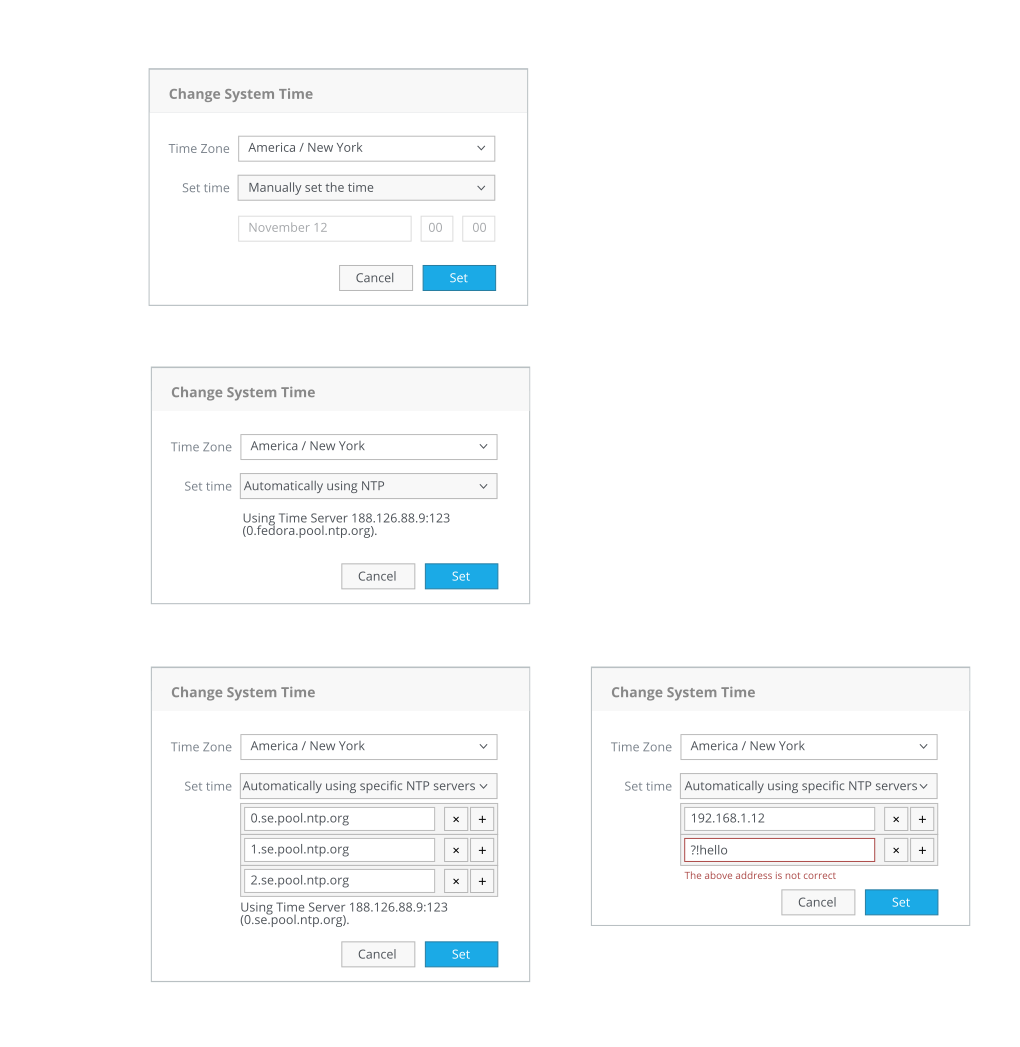 Change System Time
Time Zone America / New York
Set time Manually set the time
November 12 00 00
Cancel Set
Change System Time
Time Zone America / New York
Set time Automatically using NTP
Using Time Server 188.126.88.9:123
(0.fedora.pool.ntp.org).
Cancel Set
Change System Time
Time Zone America / New York
Set time Automatically using specific NTP servers
0.se.pool.ntp.org × +
1.se.pool.ntp.org × +
2.se.pool.ntp.org × +
Using Time Server 188.126.88.9:123
(0.se.pool.ntp.org).
Cancel Set
Change System Time
Time Zone America / New York
Set time Automatically using specific NTP servers
192.168.1.12 × +
?!hello × +
The above address is not correct
Cancel Set